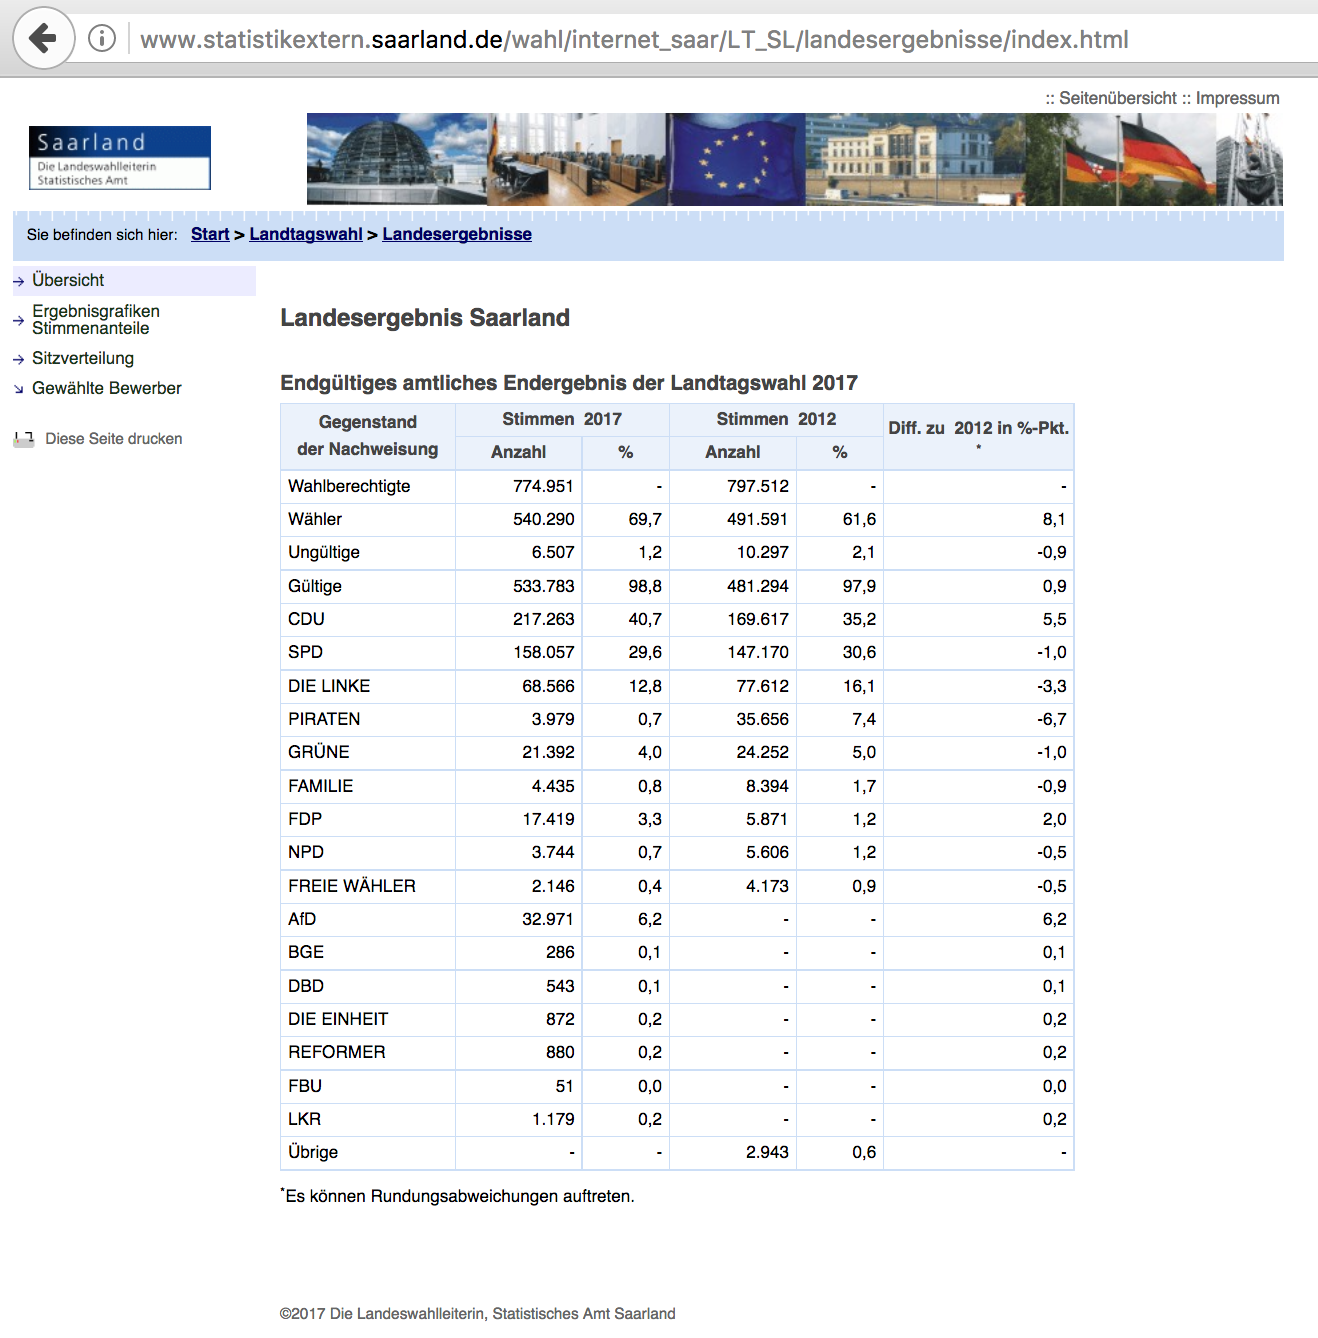 www.statistikextern.saarland.de/wahl/internet_saar/LT_SL/landesergebnisse/index.html
:: Seitenübersicht :: Impressum
Saarland
Die Landeswahlleiterin
Statistisches Amt
Sie befinden sich hier: Start > Landtagswahl > Landesergebnisse
Übersicht
Ergebnisgrafiken
Stimmenanteile
Sitzverteilung
Gewählte Bewerber
Diese Seite drucken
Landesergebnis Saarland
Endgültiges amtliches Endergebnis der Landtagswahl 2017
Gegenstand der Nachweisung Stimmen 2017 Stimmen 2012 Diff. zu 2012 in %-Pkt. *
Anzahl % Anzahl %
Wahlberechtigte 774.951 - 797.512 - -
Wähler 540.290 69,7 491.591 61,6 8,1
Ungültige 6.507 1,2 10.297 2,1 -0,9
Gültige 533.783 98,8 481.294 97,9 0,9
CDU 217.263 40,7 169.617 35,2 5,5
SPD 158.057 29,6 147.170 30,6 -1,0
DIE LINKE 68.566 12,8 77.612 16,1 -3,3
PIRATEN 3.979 0,7 35.656 7,4 -6,7
GRÜNE 21.392 4,0 24.252 5,0 -1,0
FAMILIE 4.435 0,8 8.394 1,7 -0,9
FDP 17.419 3,3 5.871 1,2 2,0
NPD 3.744 0,7 5.606 1,2 -0,5
FREIE WÄHLER 2.146 0,4 4.173 0,9 -0,5
AfD 32.971 6,2 - - 6,2
BGE 286 0,1 - - 0,1
DBD 543 0,1 - - 0,1
DIE EINHEIT 872 0,2 - - 0,2
REFORMER 880 0,2 - - 0,2
FBU 51 0,0 - - 0,0
LKR 1.179 0,2 - - 0,2
Übrige - - 2.943 0,6 -
*Es können Rundungsabweichungen auftreten.
©2017 Die Landeswahlleiterin, Statistisches Amt Saarland